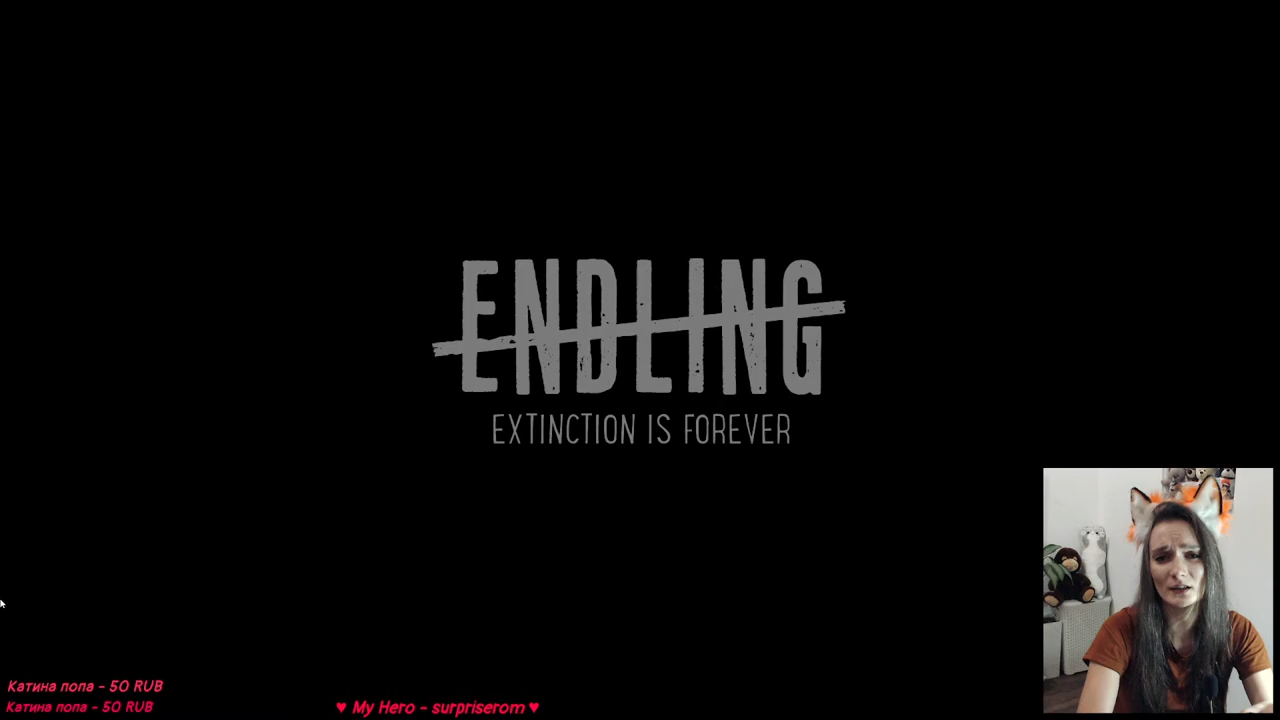 ENDLING
EXTINCTION IS FOREVER
Катина попа - 50 RUB
Катина попа - 50 RUB
♥ My Hero - surpriserom ♥